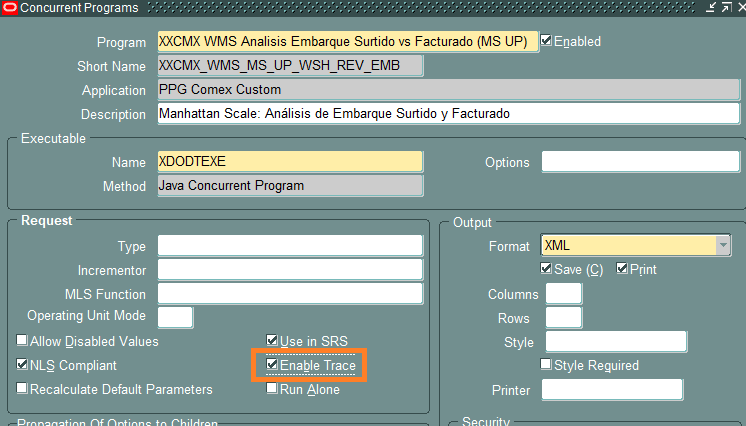 Concurrent Programs
Program XXCMX WMS Analisis Embarque Surtido vs Facturado (MS UP) Enabled
Short Name XXCMX_WMS_MS_UP_WSH_REV_EMB
Application PPG Comex Custom
Description Manhattan Scale: Análisis de Embarque Surtido y Facturado
Executable
Name XDODTEXE Options
Method Java Concurrent Program
Request Output
Type Format XML
Incrementor Save (C) Print
MLS Function Columns
Operating Unit Mode Rows
Allow Disabled Values Use in SRS Style
NLS Compliant Enable Trace Style Required
Recalculate Default Parameters Run Alone Printer
Propagation Of Options to Children Security